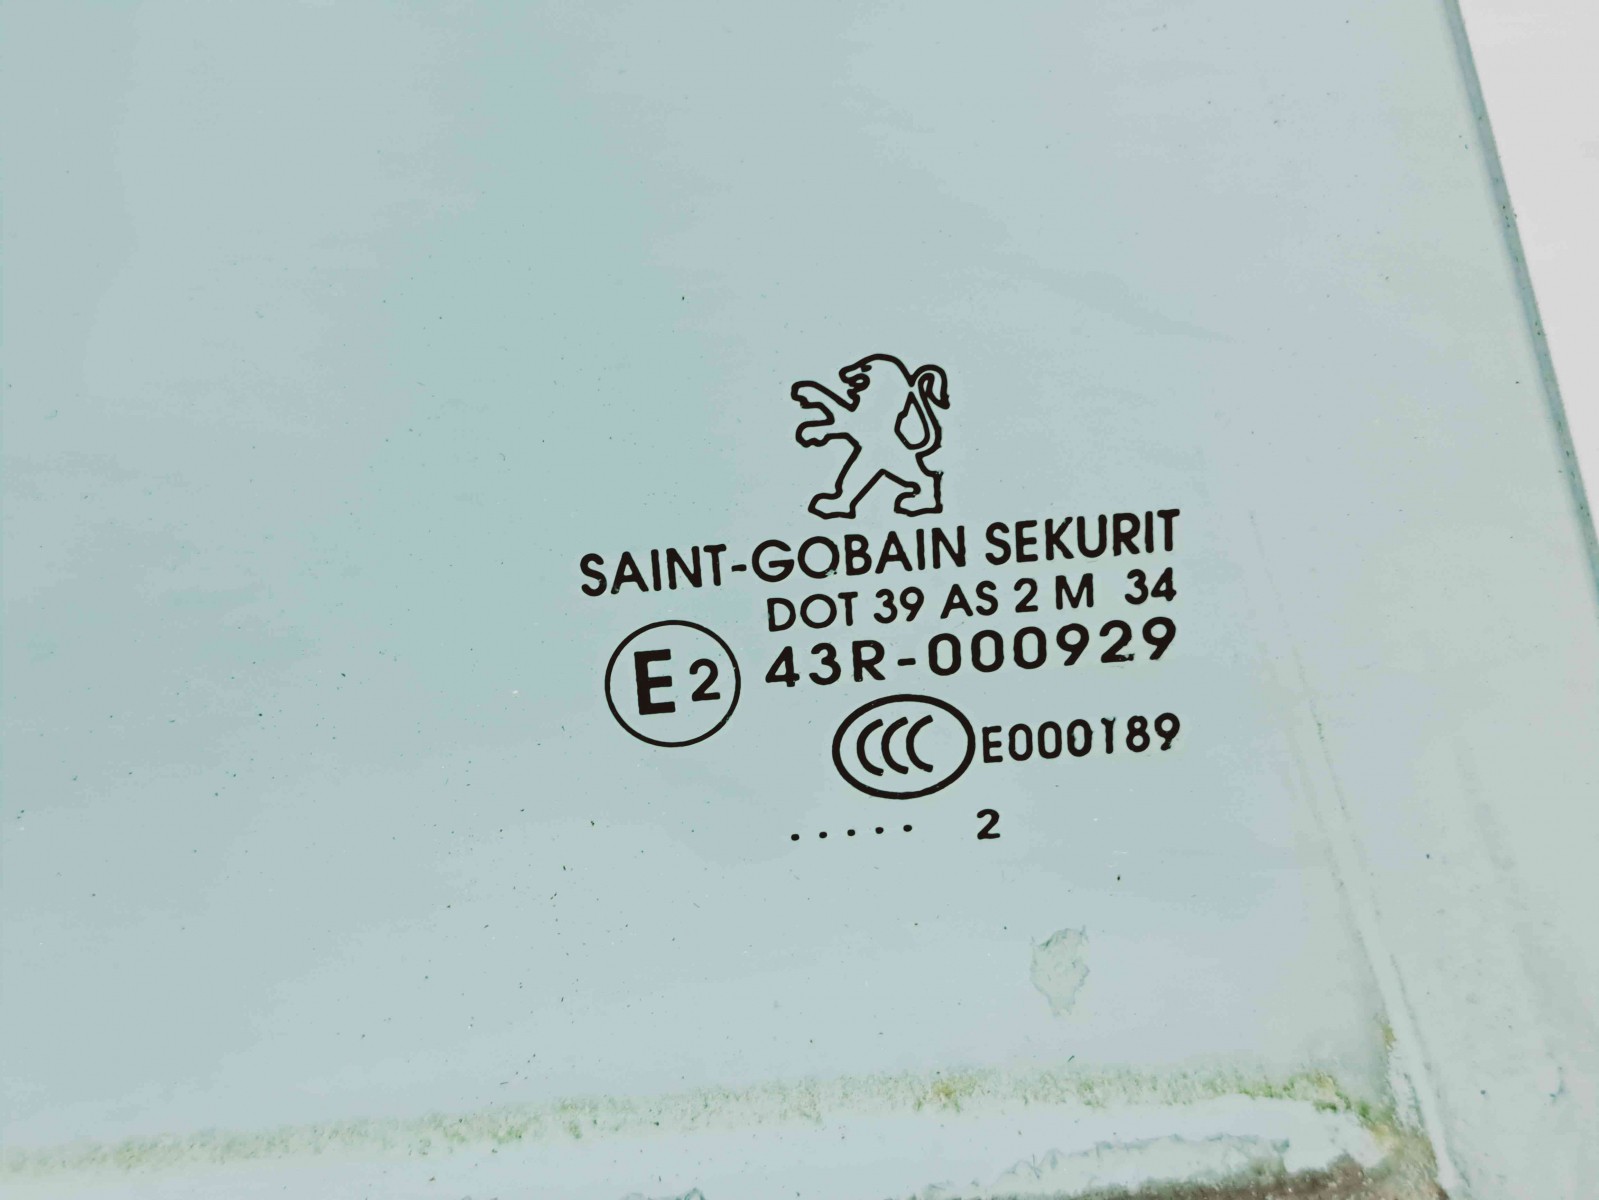 SAINT-GOBAIN SEKURIT
DOT 39 AS 2 M 34
E2 43R-000929
CCC E000189
..... 2